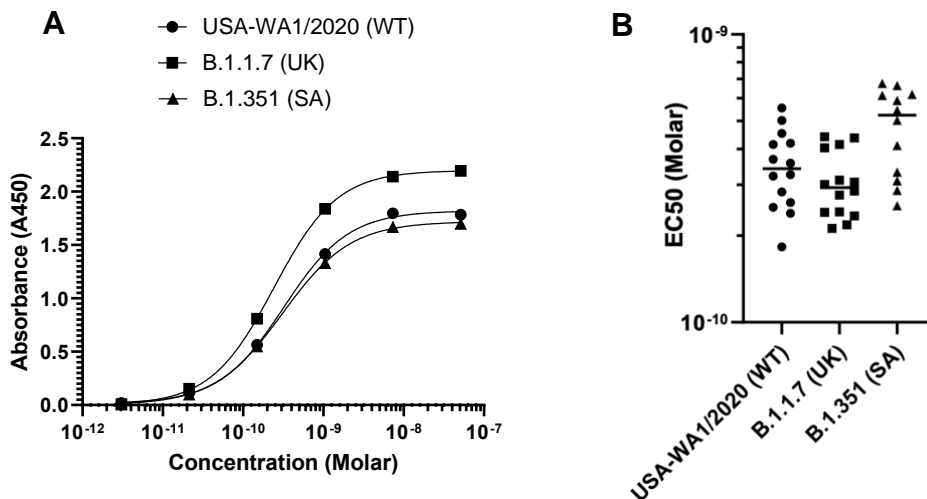 A
USA-WA1/2020 (WT)
B.1.1.7 (UK)
B.1.351 (SA)
Absorbance (A450)
2.5
2.0
1.5
1.0
0.5
0.0
10-12 10-11 10-10 10-9 10-8 10-7
Concentration (Molar)
B
EC50 (Molar)
10-9
10-10
USA-WA1/2020 (WT)
B.1.1.7 (UK)
B.1.351 (SA)